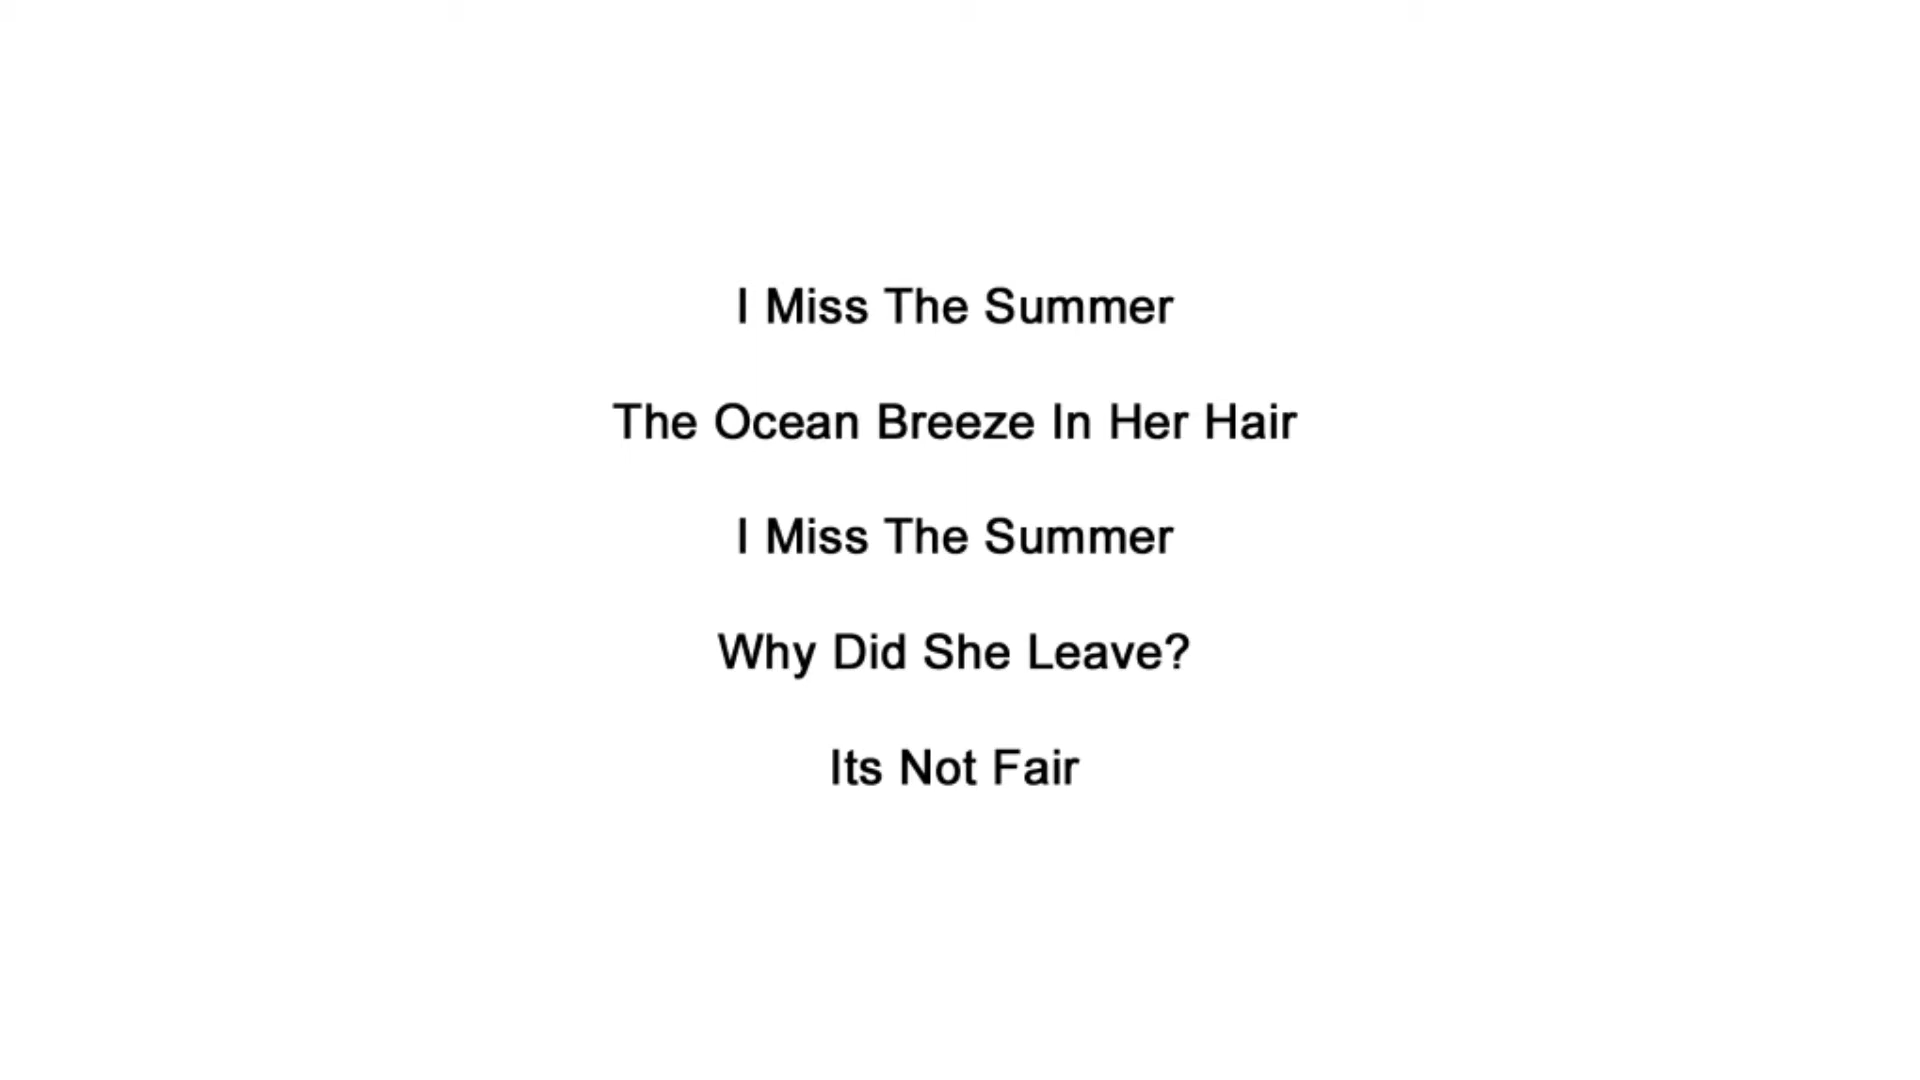 I Miss The Summer
The Ocean Breeze In Her Hair
I Miss The Summer
Why Did She Leave?
Its Not Fair